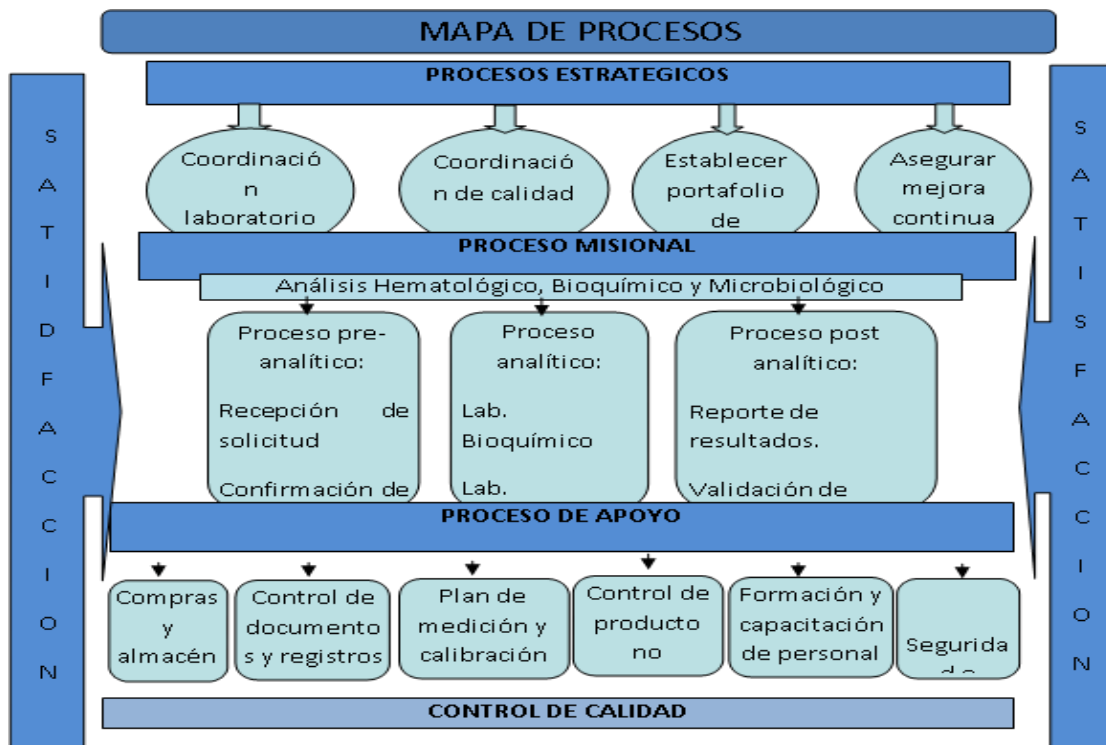 MAPA DE PROCESOS
PROCESOS ESTRATEGICOS
S
A
T
I
D
F
A
C
C
I
O
N
Coordinació
n
laboratorio
Coordinació
n de calidad
Establecer
portafolio
de
Asegurar
mejora
continua
PROCESO MISIONAL
Análisis Hematológico, Bioquímico y Microbiológico
Proceso pre-
analítico:
Recepción de
solicitud
Confirmación de
Proceso
analítico:
Lab.
Bioquímico
Lab.
Proceso post
analítico:
Reporte de
resultados.
Validación de
PROCESO DE APOYO
Compras
y
almacén
Control de
documento
s y registros
Plan de
medición y
calibración
Control de
producto
no
Formación y
capacitación
de personal
Segurida
CONTROL DE CALIDAD
S
A
T
I
S
F
A
C
C
I
O
N